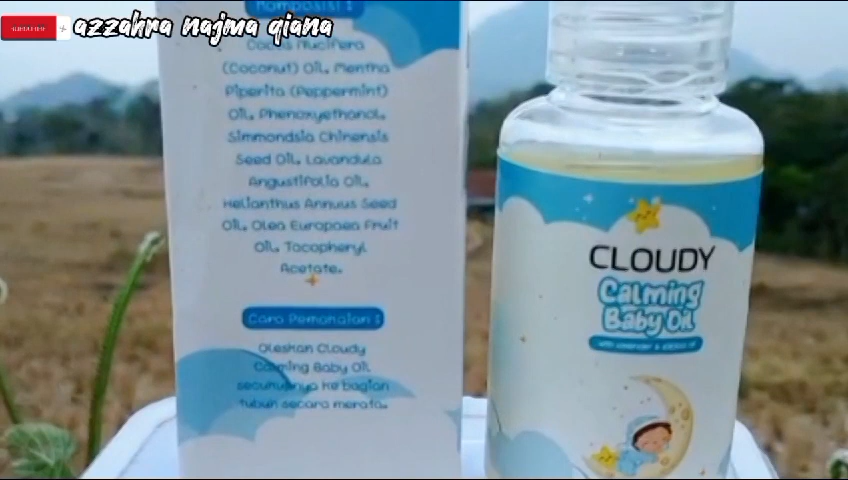 SUBSCRIBE
azzahra najma qiana
Komposisi :
Cocos Nucifera
(Coconut) Oil, Mentha
Piperita (Peppermint)
Oil, Phenoxyethanol,
Simmondsia Chinensis
Seed Oil, Lavandula
Angustifolia Oil,
Helianthus Annuus Seed
Oil, Olea Europaea Fruit
Oil, Tocopheryl
Acetate.
Cara Pemakaian :
Oleskan Cloudy
Calming Baby Oil
secukupnya ke bagian
tubuh secara merata.
CLOUDY
Calming
Baby Oil